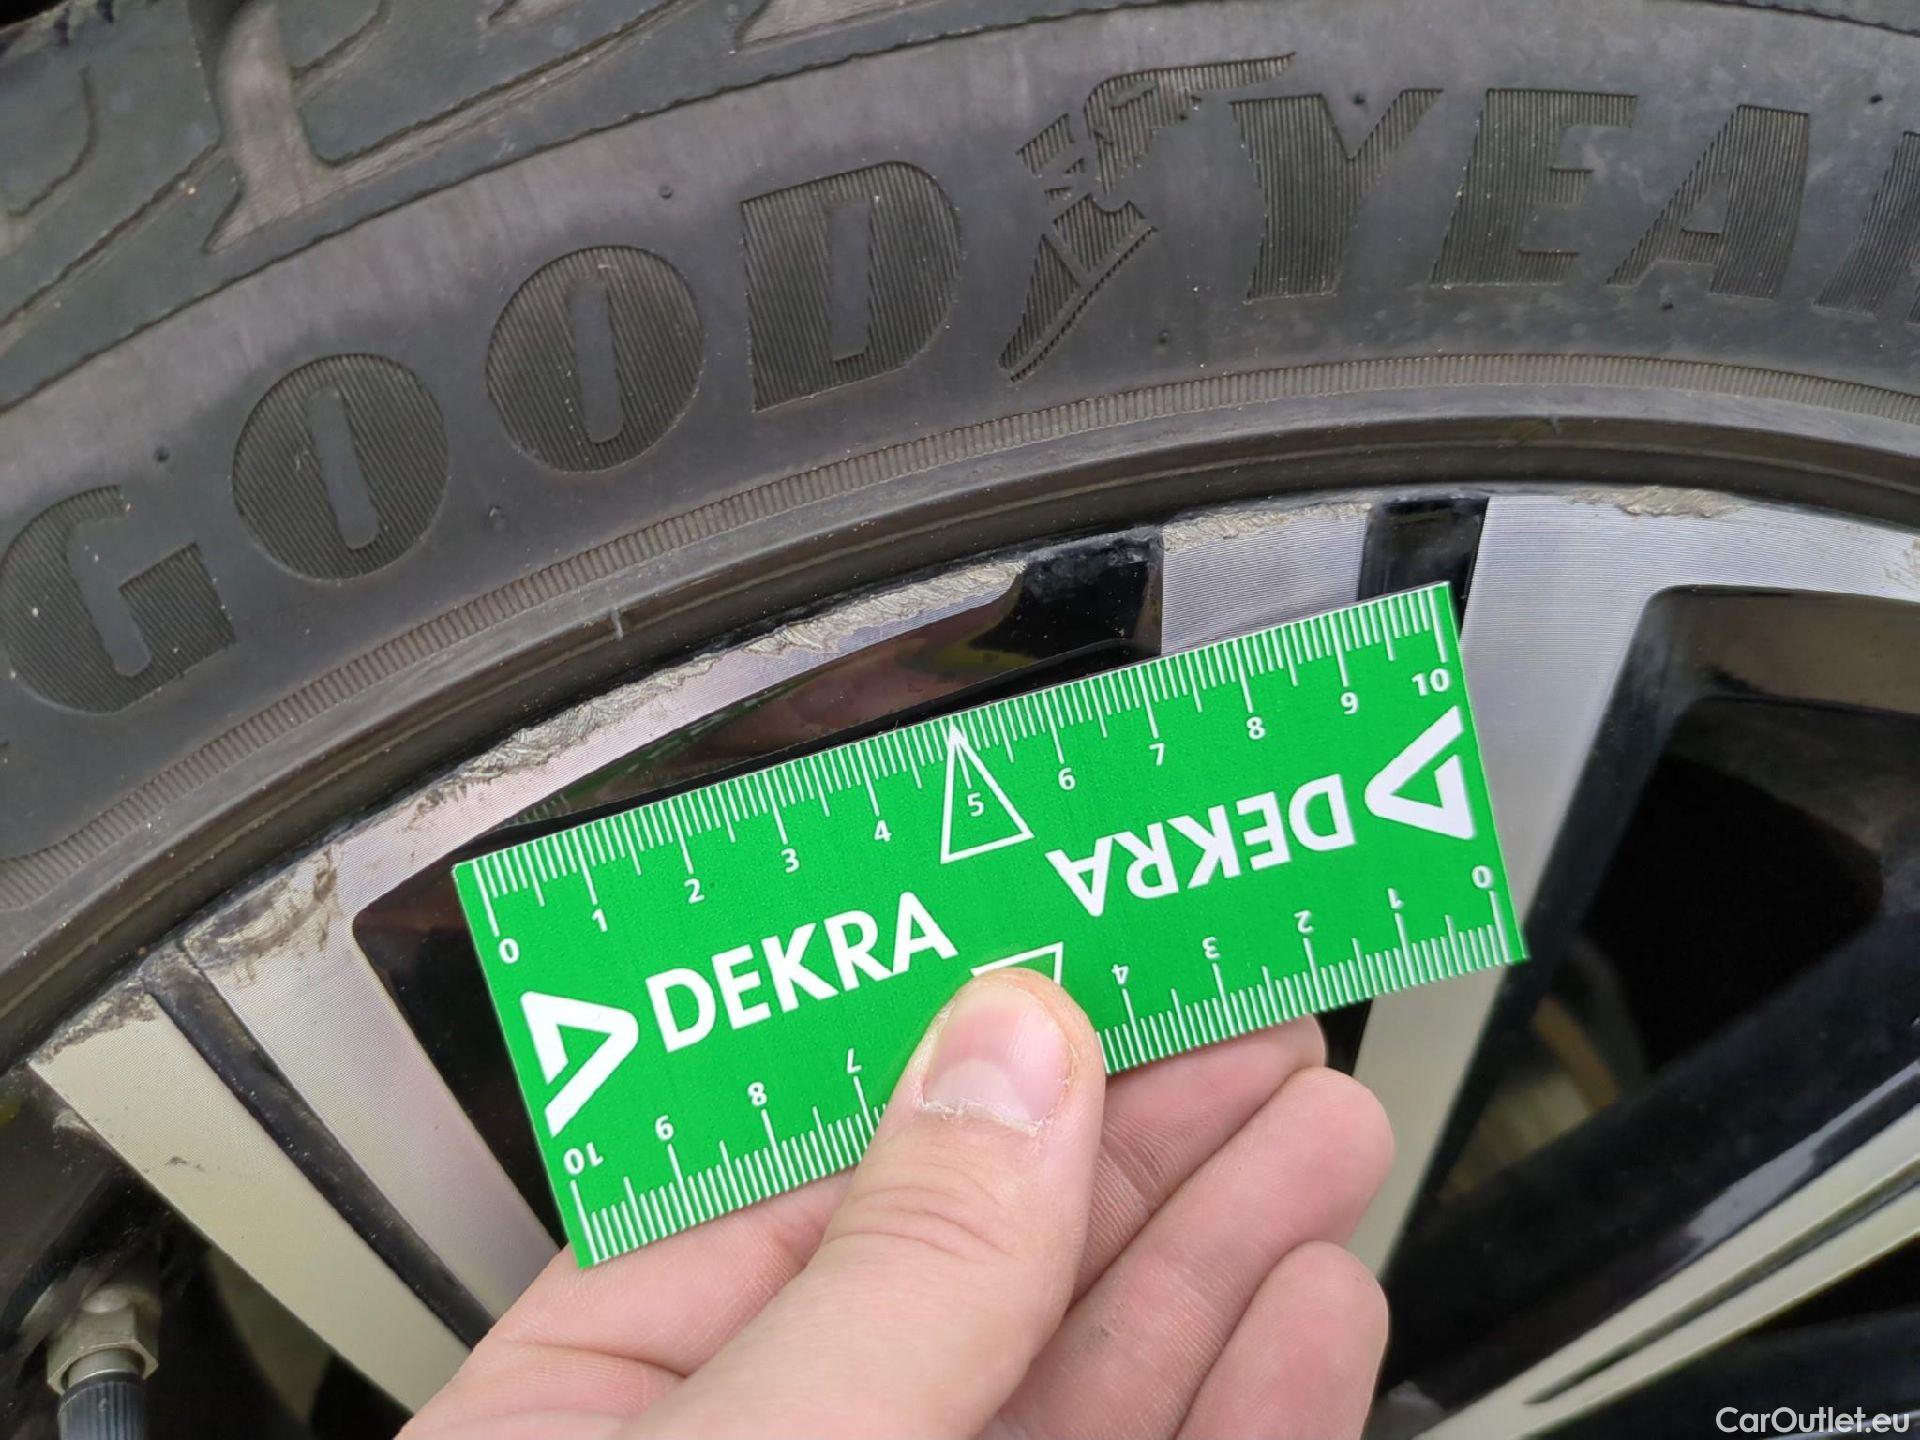 GOODYEAR
0 1 2 3 4 5 6 7 8 9 10
DEKRA
DEKRA
10 9 8 7 4 3 2 1 0
CarOutlet.eu